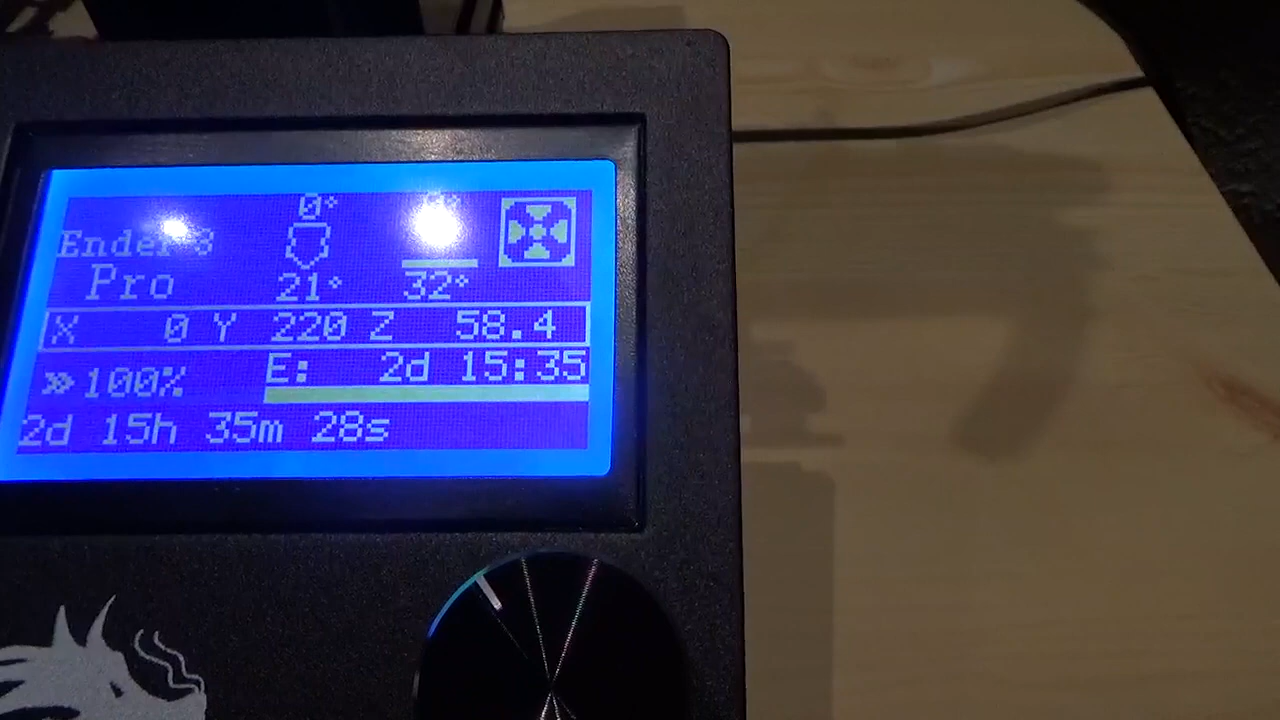 0°
Ender 3
Pro 21° 32°
X 0 Y 220 Z 58.4
100% E: 2d 15:35
2d 15h 35m 28s